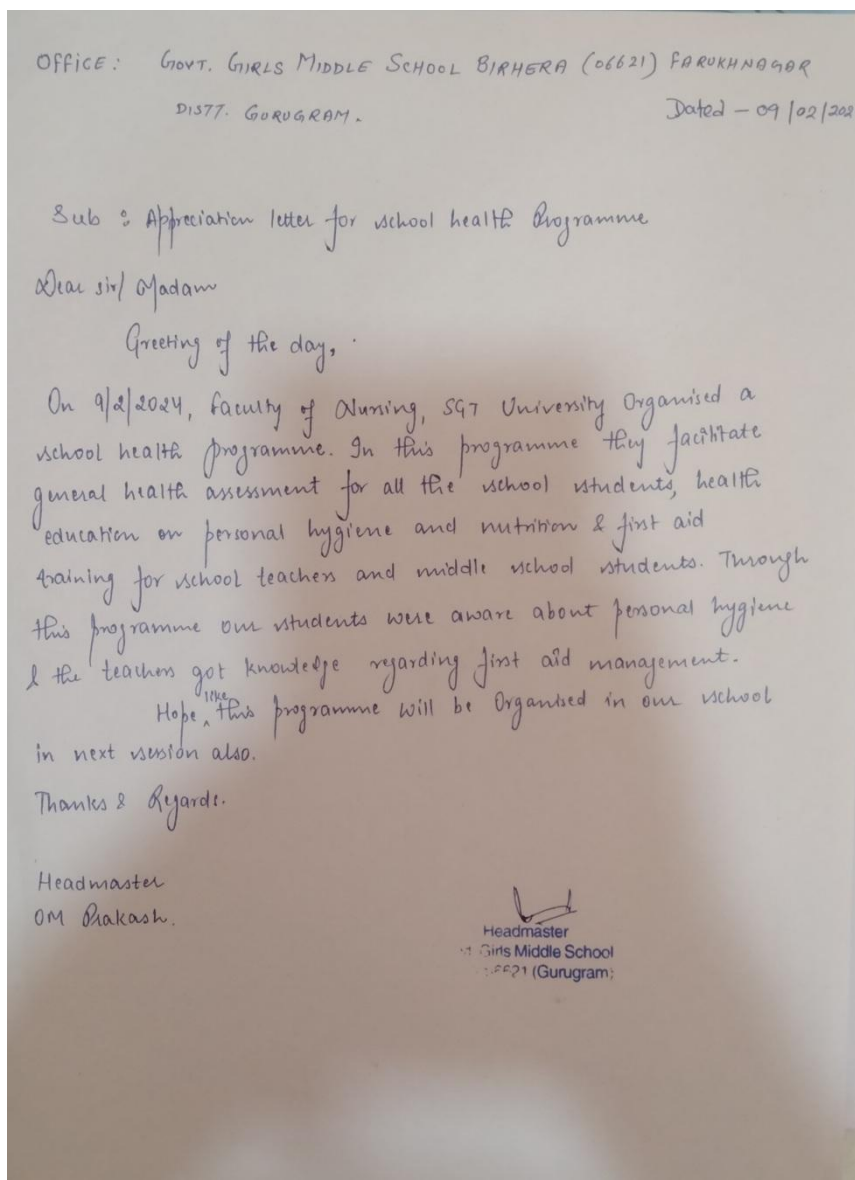 OFFICE : GOVT. GIRLS MIDDLE SCHOOL BIRHERA (06621) FARUKHNAGAR
DISTT. GURUGRAM.
Dated - 09/02/202
Sub : Appreciation letter for school health Programme
Dear sir/ Madam
Greeting of the day,
On 9/2/2024, faculty of Nursing, SGT University Organised a
school health programme. In this programme they facilitate
general health assessment for all the school students, health
education on personal hygiene and nutrition & first aid
training for school teachers and middle school students. Through
this programme our students were aware about personal hygiene
& the teachers got knowledge regarding first aid management.
Hope like this programme will be Organised in our school
in next session also.
Thanks & Regards.
Headmaster
OM Prakash.
Headmaster
Girls Middle School
6621 (Gurugram)